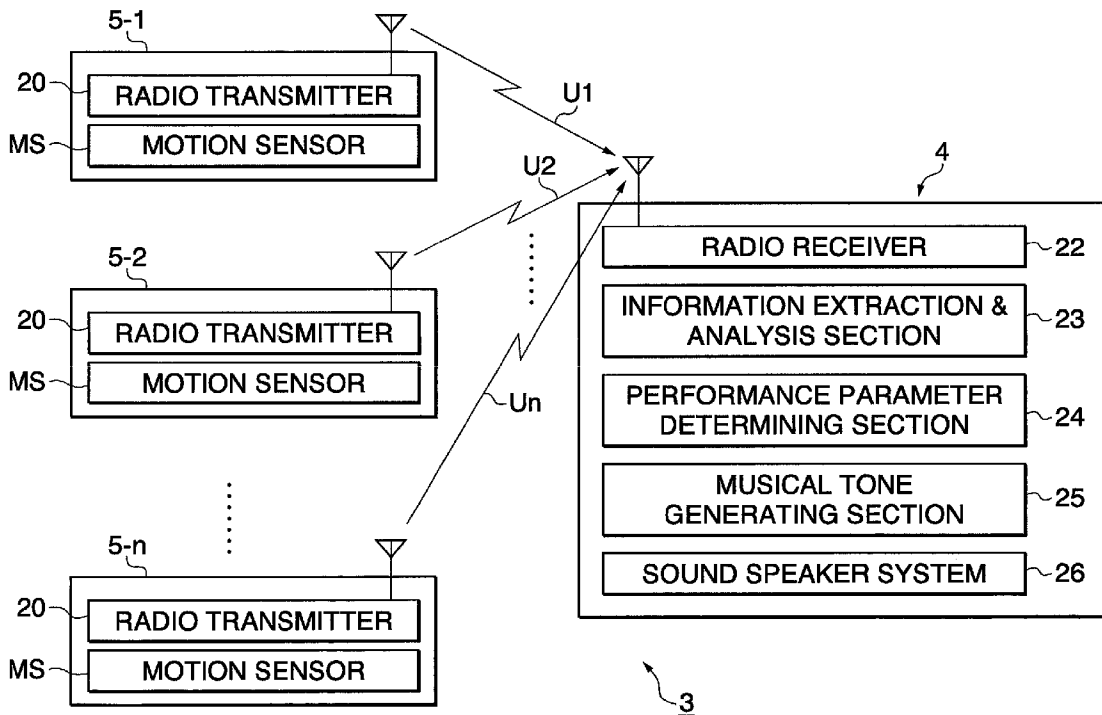 5-1
20
RADIO TRANSMITTER
MS
MOTION SENSOR
U1
U2
5-2
20
RADIO TRANSMITTER
MS
MOTION SENSOR
Un
5-n
20
RADIO TRANSMITTER
MS
MOTION SENSOR
4
RADIO RECEIVER
22
INFORMATION EXTRACTION &
ANALYSIS SECTION
23
PERFORMANCE PARAMETER
DETERMINING SECTION
24
MUSICAL TONE
GENERATING SECTION
25
SOUND SPEAKER SYSTEM
26
3